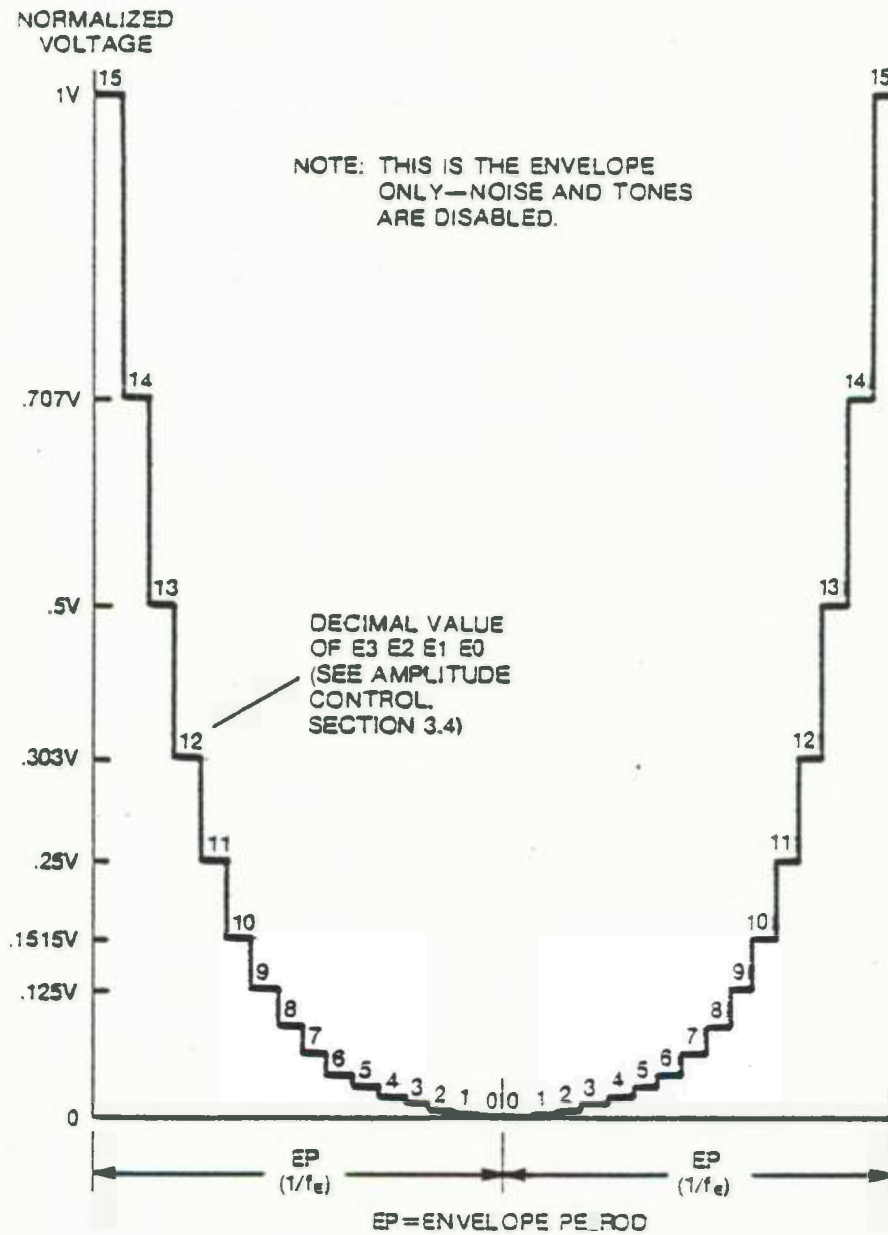 NORMALIZED
VOLTAGE
15
15
1V
NOTE: THIS IS THE ENVELOPE
ONLY—NOISE AND TONES
ARE DISABLED.
14
14
.707V
13
13
.5V
DECIMAL VALUE
OF E3 E2 E1 E0
(SEE AMPLITUDE
CONTROL.
SECTION 3.4)
12
12
.303V
11
11
.25V
10
10
.1515V
9
9
.125V
8
8
7
7
6
6
5
5
4
4
3
3
2
2
1
1
0
0
0
EP
(1/fE)
EP
(1/fE)
EP=ENVELOPE